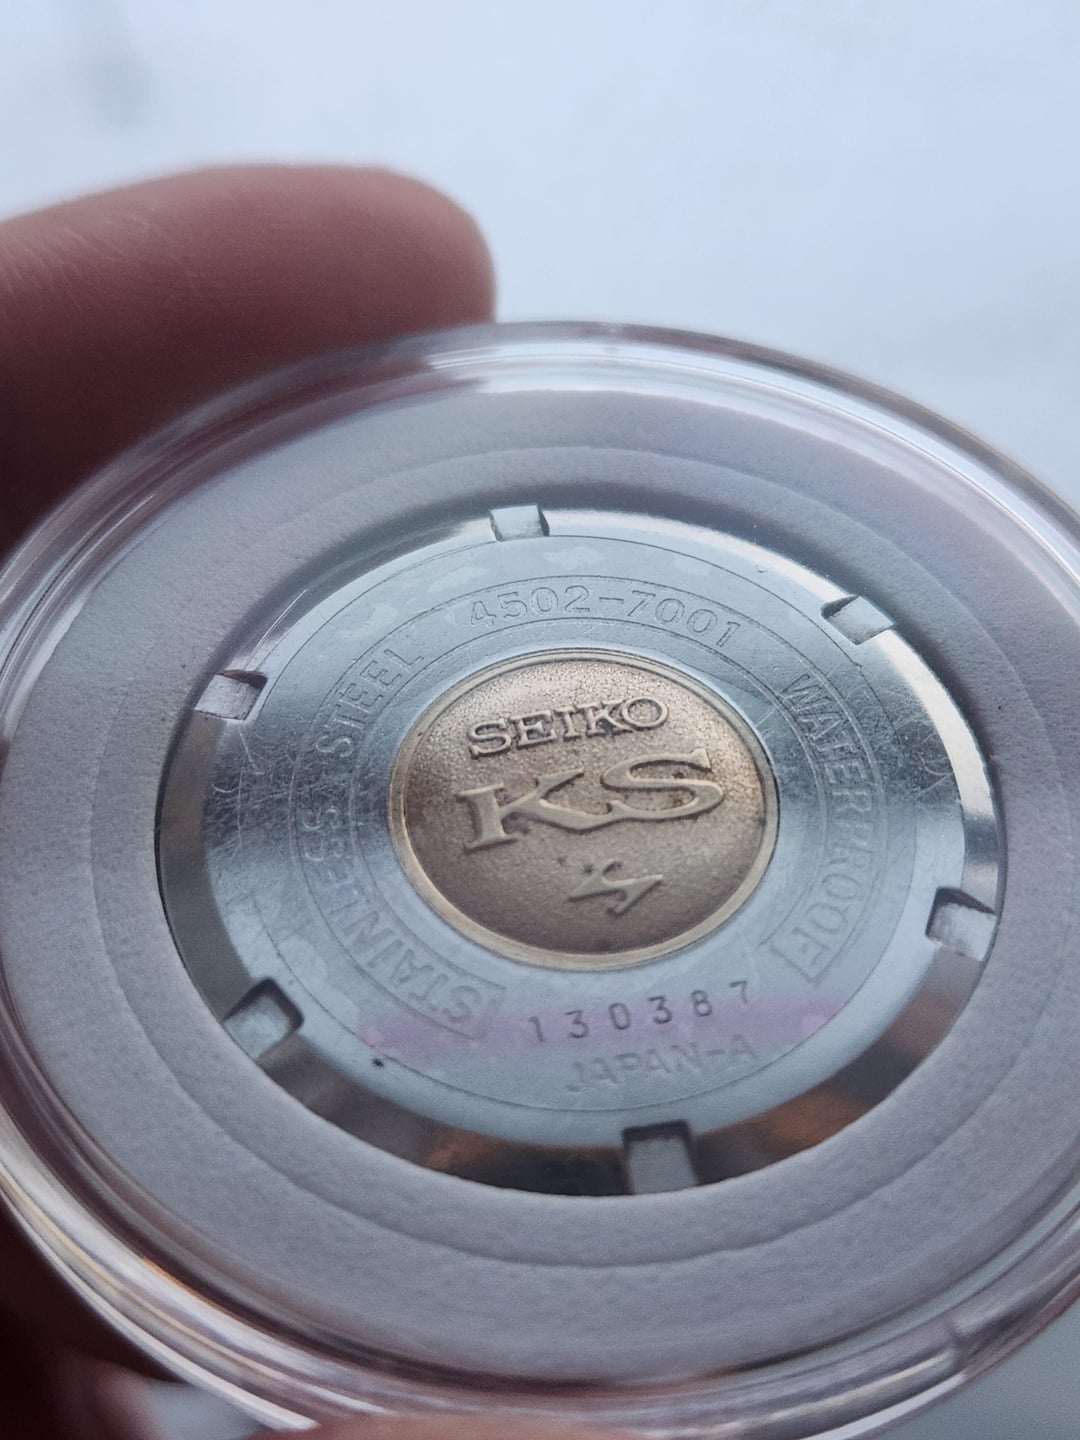 4502-7001
WATERPROOF
STAINLESS STEEL
SEIKO
KS
130387
JAPAN-A